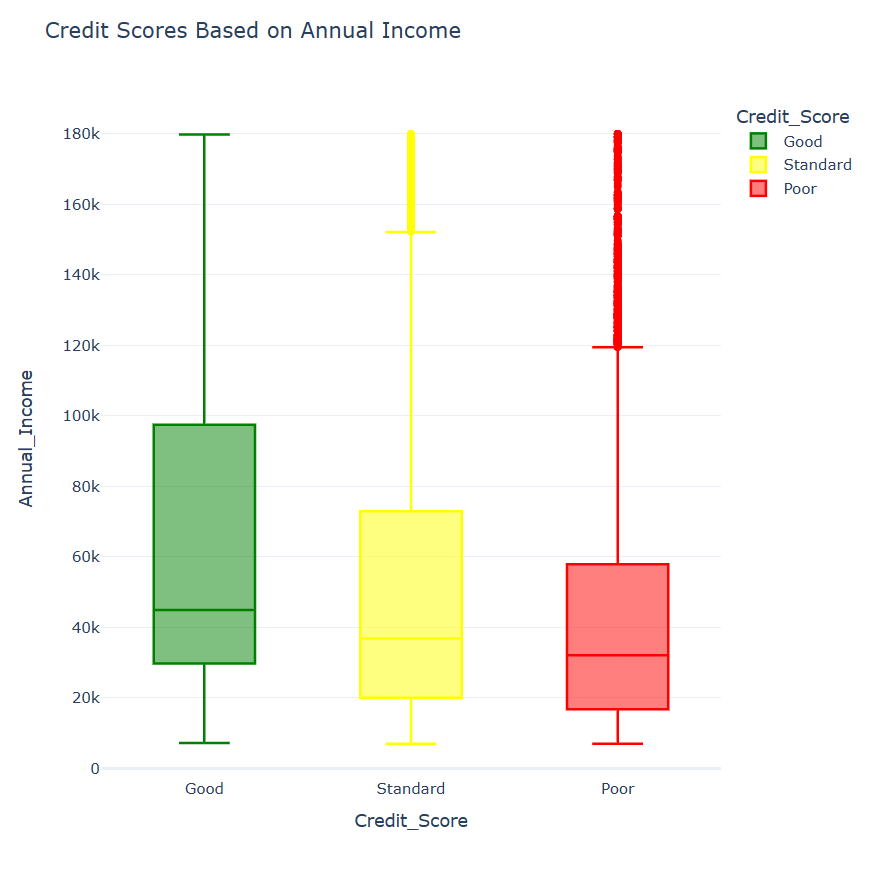 Credit Scores Based on Annual Income
Credit_Score
Good
Standard
Poor
180k
160k
140k
120k
100k
80k
60k
40k
20k
0
Annual_Income
Good
Standard
Poor
Credit_Score